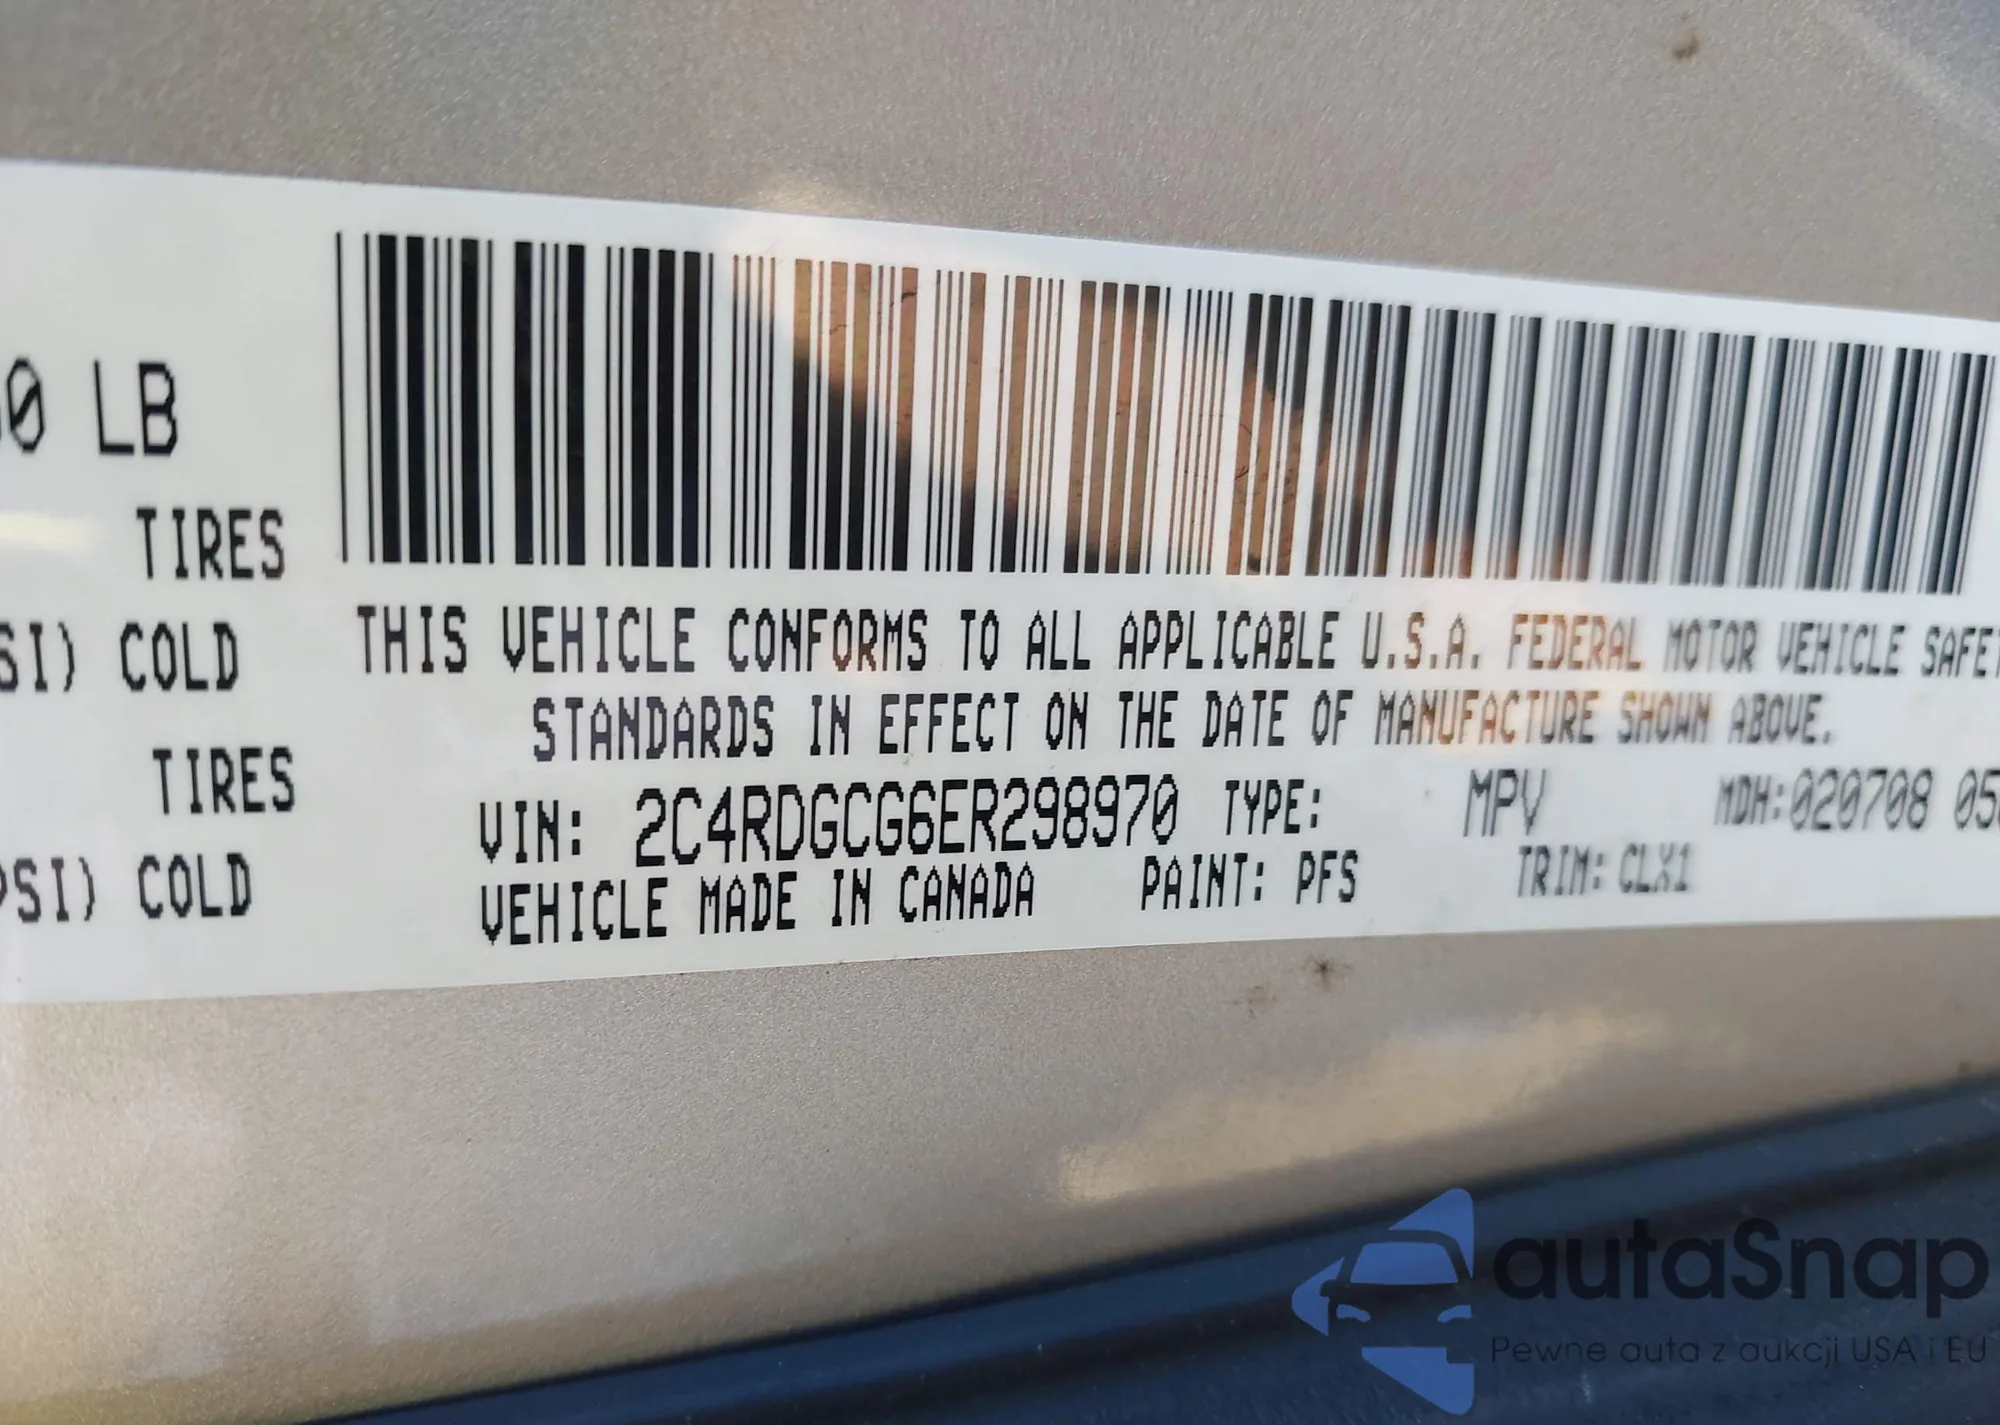 0 LB
TIRES
SI) COLD
TIRES
PSI) COLD
THIS VEHICLE CONFORMS TO ALL APPLICABLE U.S.A. FEDERAL MOTOR VEHICLE SAFET
STANDARDS IN EFFECT ON THE DATE OF MANUFACTURE SHOWN ABOVE.
VIN: 2C4RDGCG6ER298970 TYPE: MPV MDH:020708 05
VEHICLE MADE IN CANADA PAINT: PFS TRIM: CLX1
autaSnap
Pewne auta z aukcji USA i EU